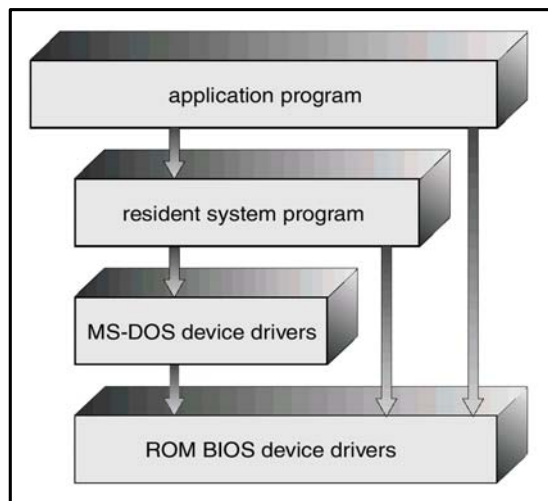 application program
resident system program
MS-DOS device drivers
ROM BIOS device drivers